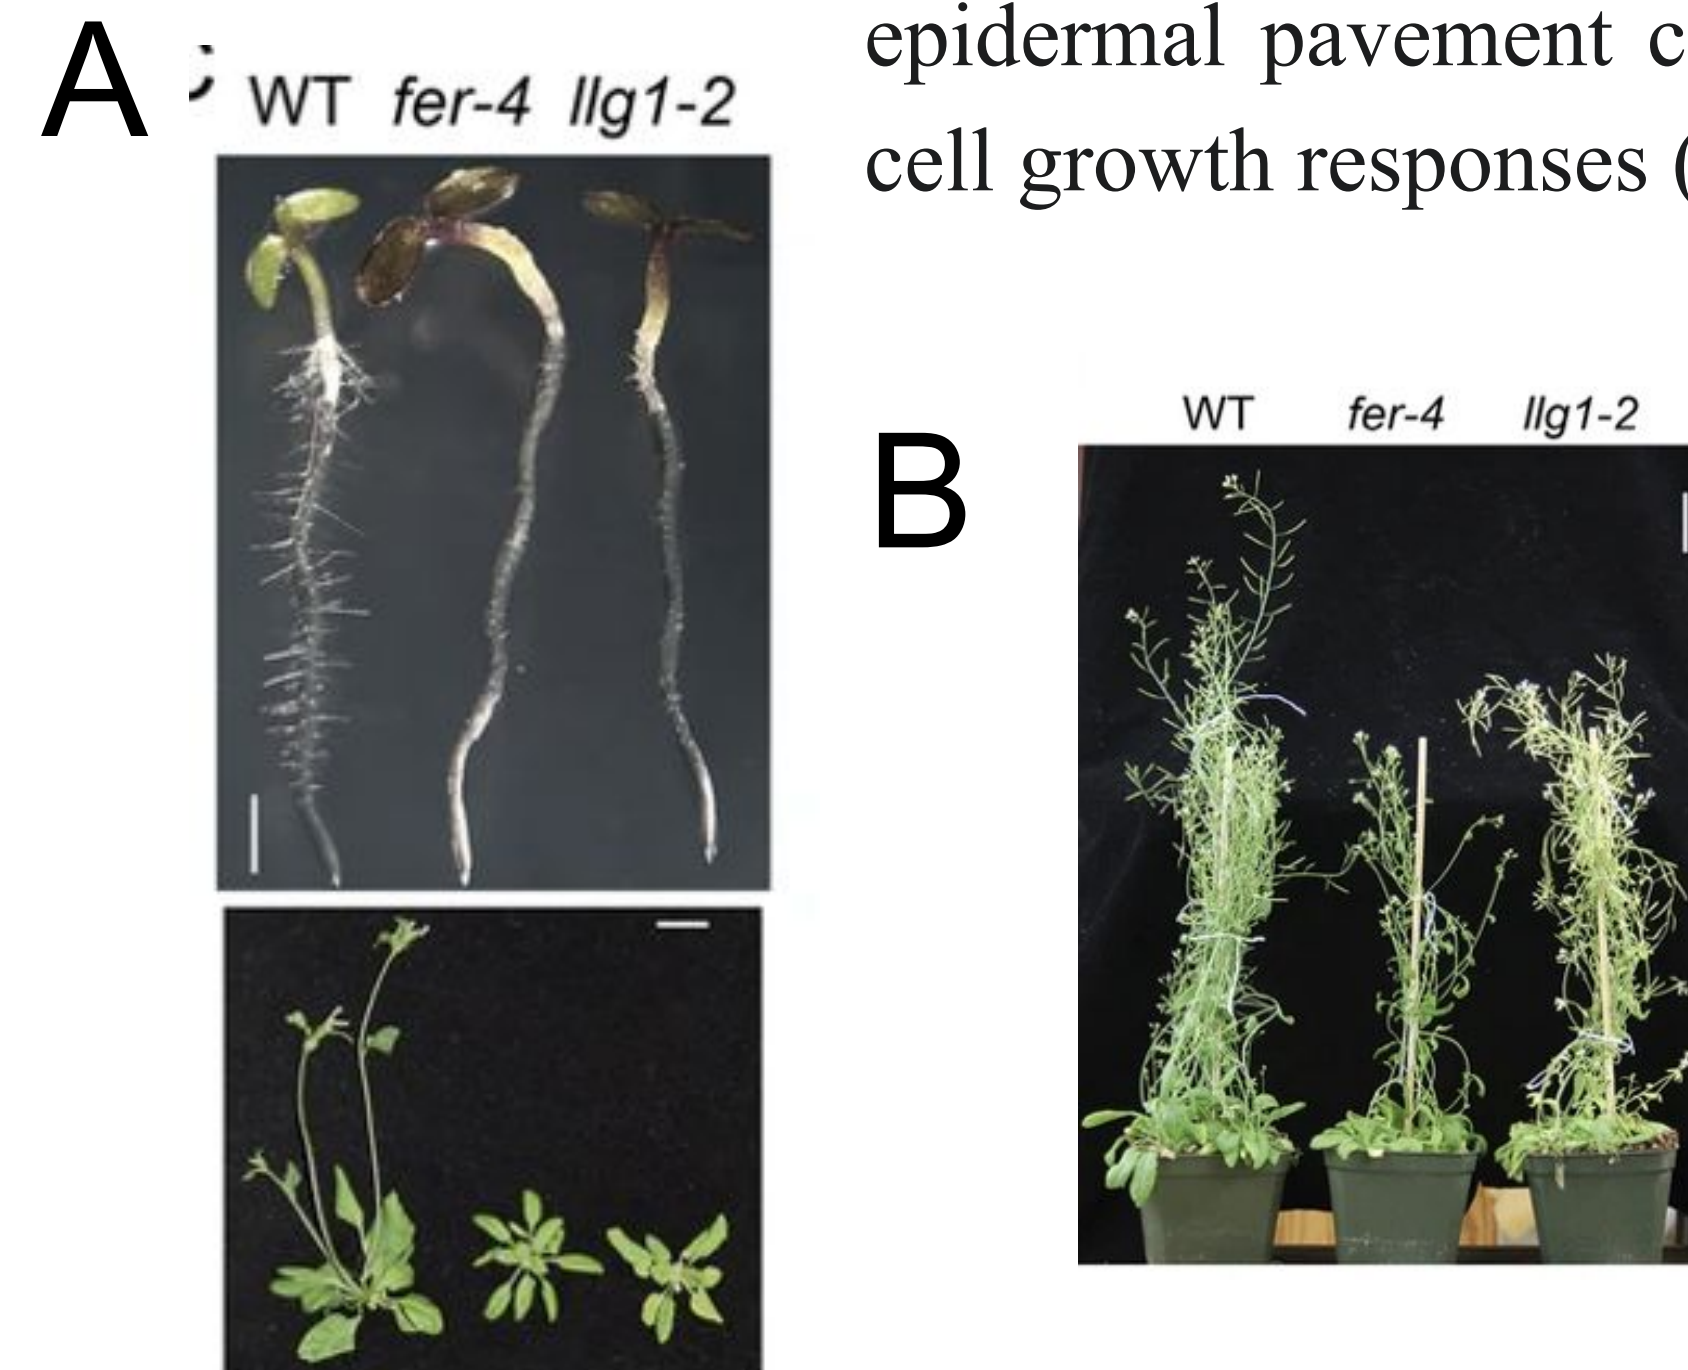 A
WT fer-4 llg1-2
epidermal pavement c
cell growth responses (
B
WT fer-4 llg1-2